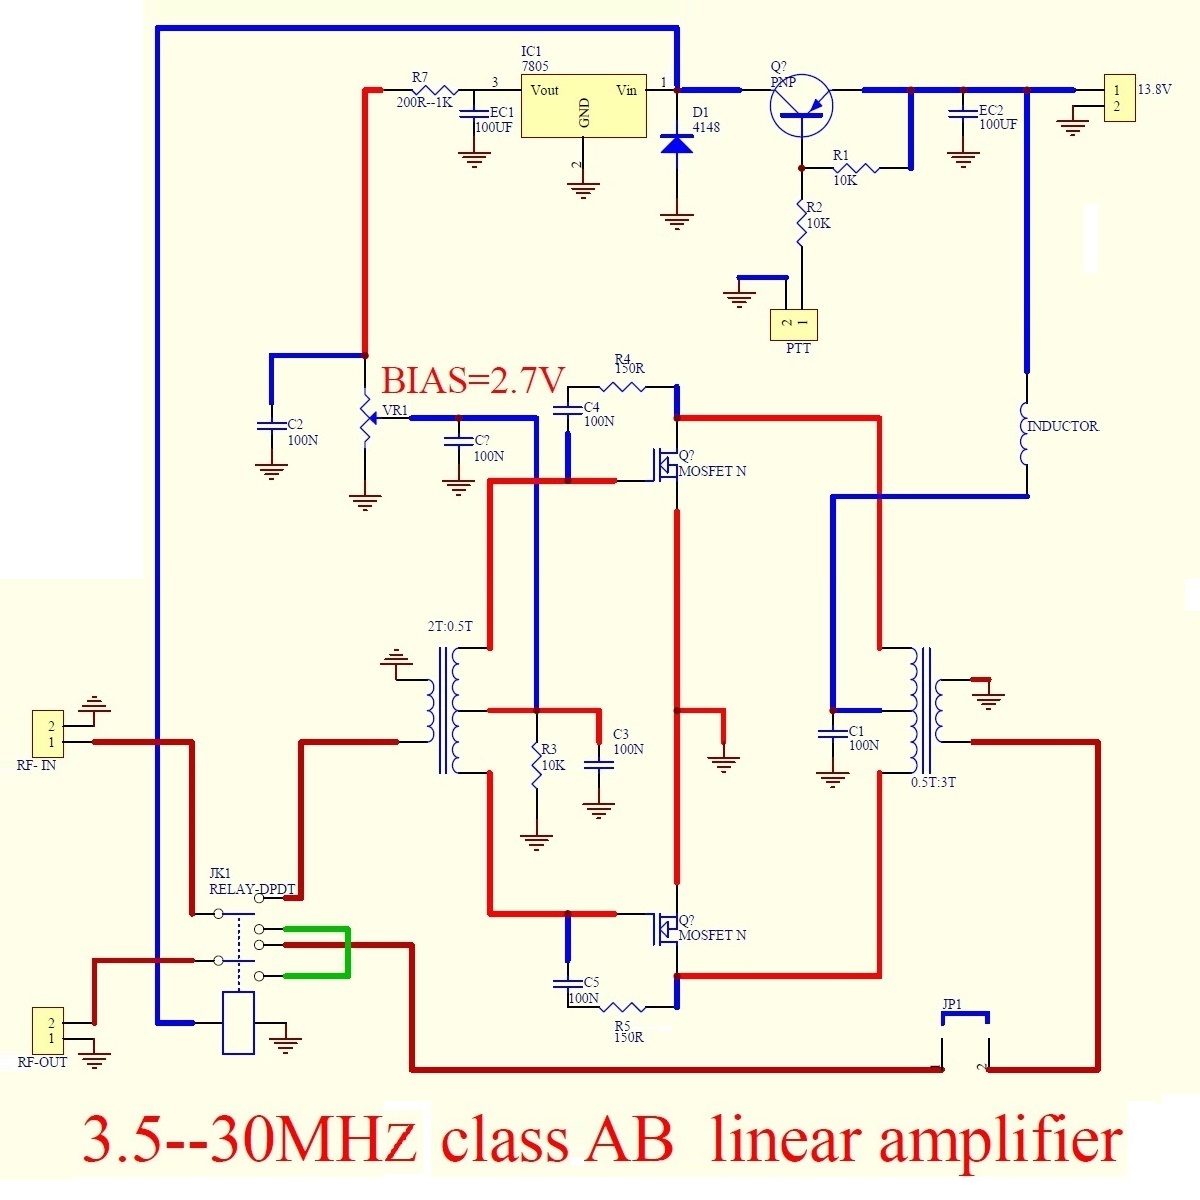 IC1
7805
R7
200R--1K
3
Vout
Vin
GND
2
1
EC1
100UF
D1
4148
Q?
PNP
R1
10K
R2
10K
EC2
100UF
1
2
13.8V
2
1
PTT
BIAS=2.7V
VR1
C2
100N
C?
100N
R4
150R
C4
100N
Q?
MOSFET N
INDUCTOR
2T:0.5T
R3
10K
C3
100N
C1
100N
0.5T:3T
2
1
RF- IN
JK1
RELAY-DPDT
Q?
MOSFET N
C5
100N
R5
150R
2
1
RF-OUT
JP1
1
2
3.5--30MHz class AB linear amplifier